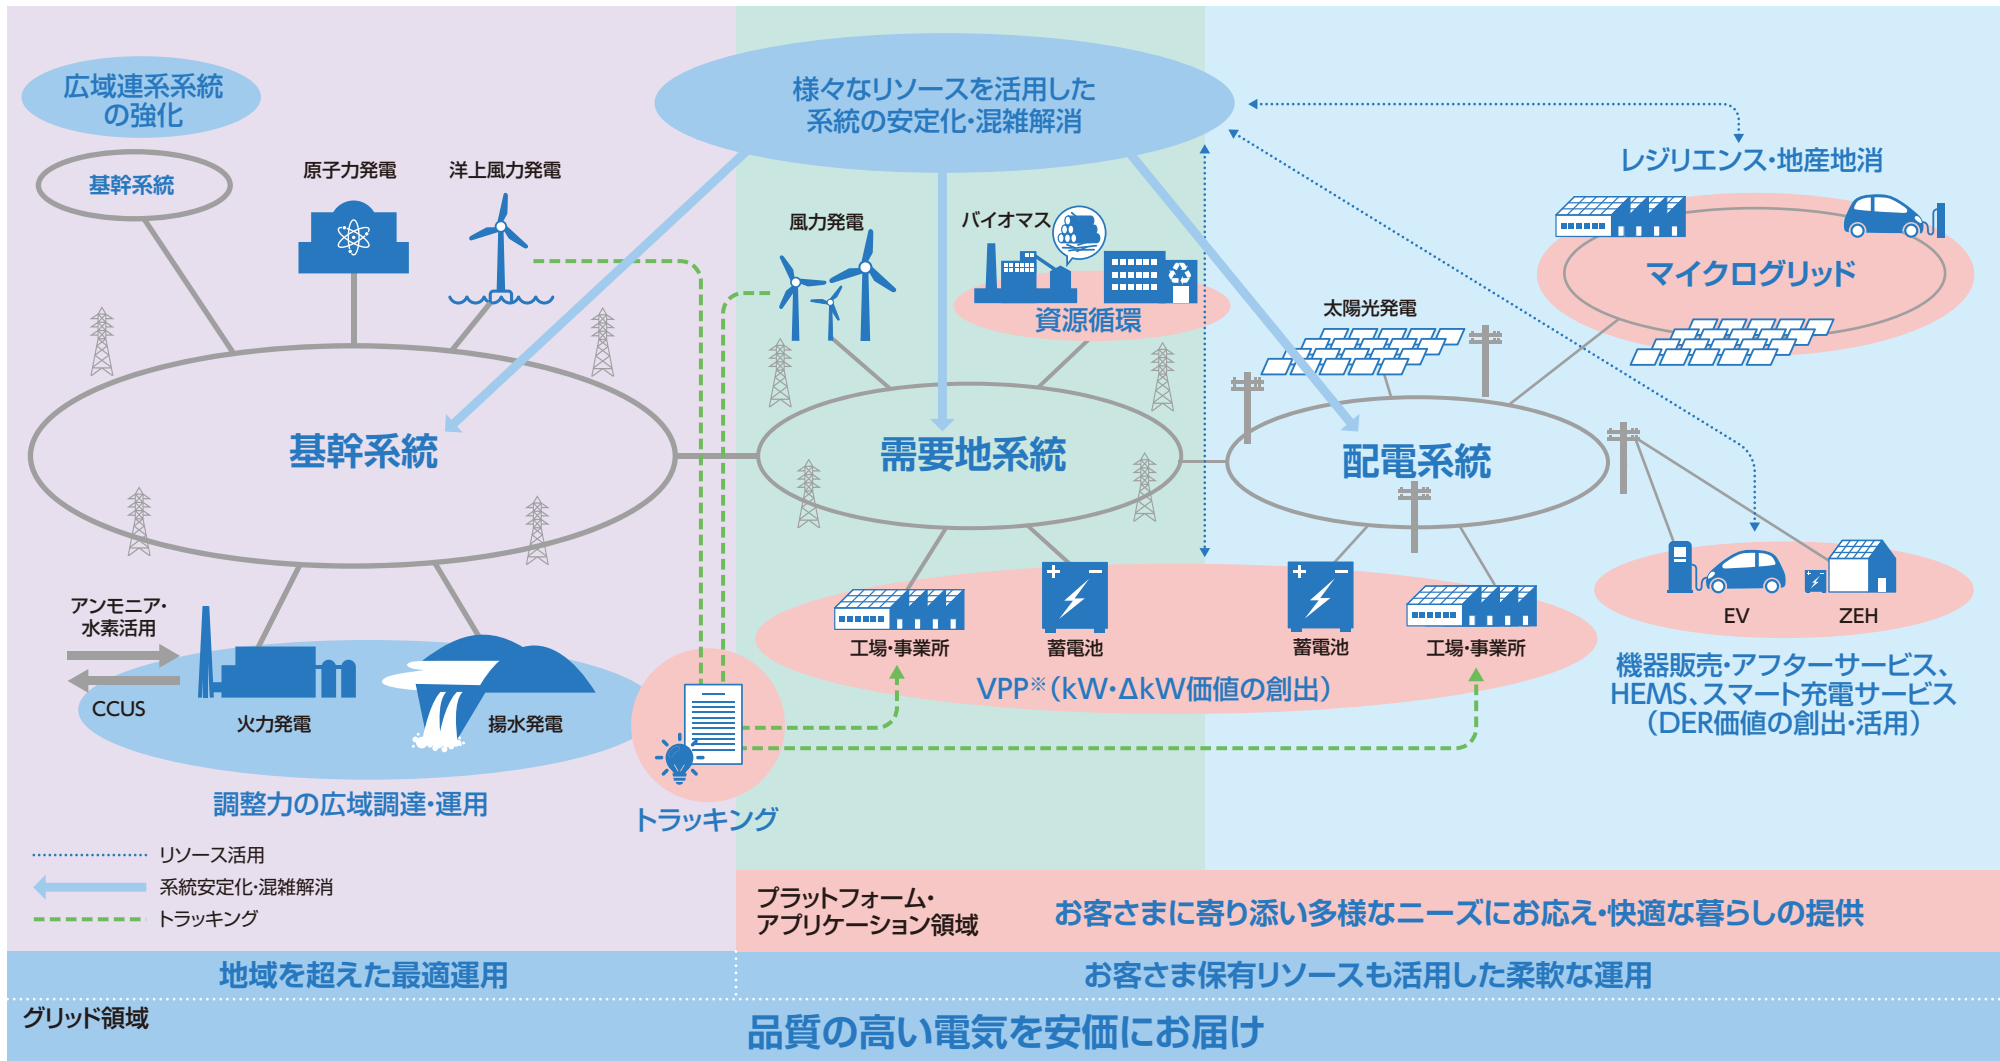 広域連系系統
の強化
様々なリソースを活用した
系統の安定化・混雑解消
基幹系統
原子力発電
洋上風力発電
風力発電
バイオマス
資源循環
レジリエンス・地産地消
マイクログリッド
太陽光発電
基幹系統
需要地系統
配電系統
アンモニア・
水素活用
CCUS
火力発電
揚水発電
調整力の広域調達・運用
トラッキング
工場・事業所
蓄電池
蓄電池
工場・事業所
VPP※（kW・ΔkW価値の創出）
EV
ZEH
機器販売・アフターサービス、
HEMS、スマート充電サービス
（DER価値の創出・活用）
リソース活用
系統安定化・混雑解消
トラッキング
プラットフォーム・
アプリケーション領域
お客さまに寄り添い多様なニーズにお応え・快適な暮らしの提供
地域を超えた最適運用
お客さま保有リソースも活用した柔軟な運用
グリッド領域
品質の高い電気を安価にお届け